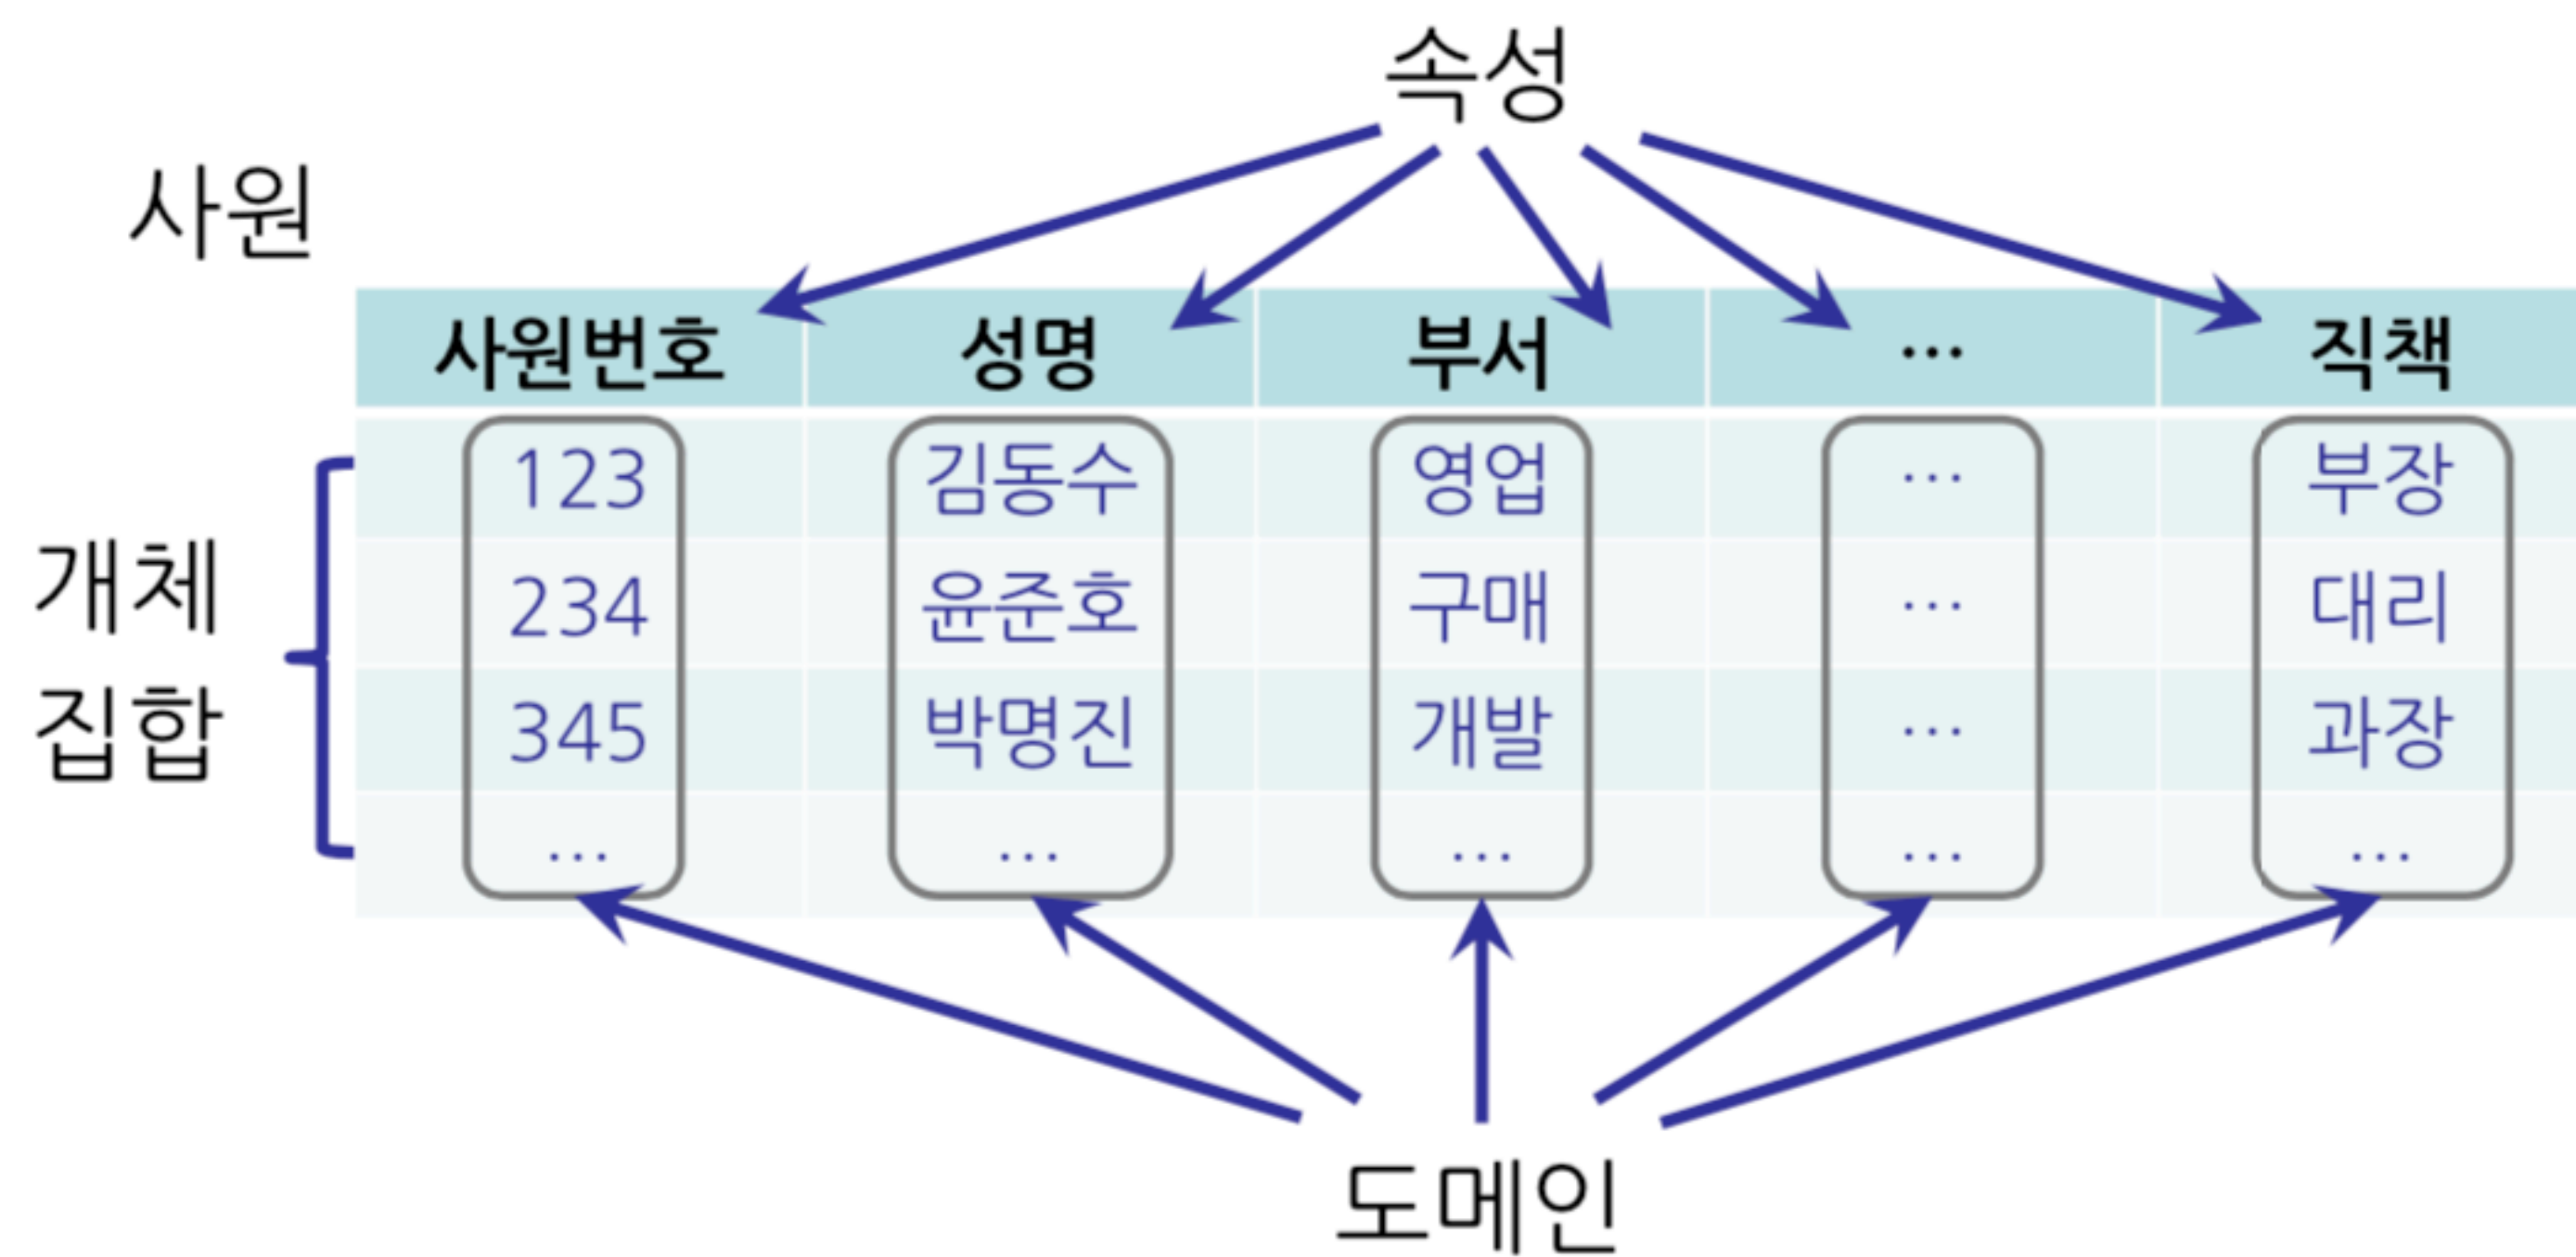 속성
사원
사원번호 성명 부서 … 직책
123 김동수 영업 … 부장
234 윤준호 구매 … 대리
345 박명진 개발 … 과장
… … … … …
개체
집합
도메인